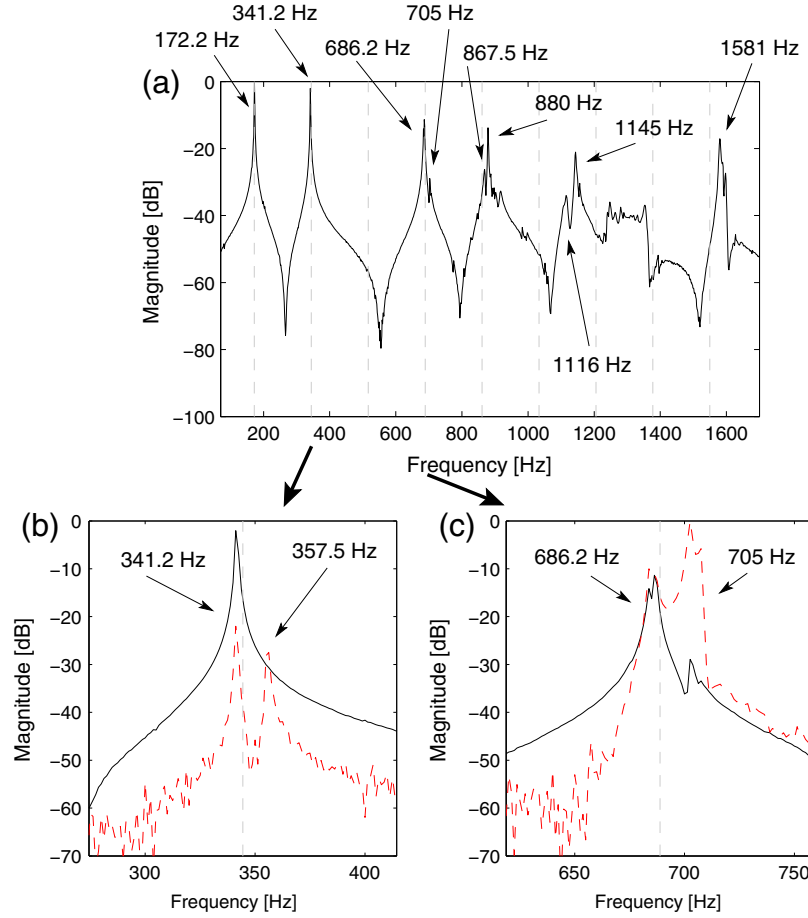 341.2 Hz
705 Hz
172.2 Hz
686.2 Hz
867.5 Hz
(a)
880 Hz
1145 Hz
1581 Hz
1116 Hz
0
−20
−40
−60
−80
−100
Magnitude [dB]
200 400 600 800 1000 1200 1400 1600
Frequency [Hz]
(b)
341.2 Hz
357.5 Hz
0
−10
−20
−30
−40
−50
−60
−70
Magnitude [dB]
300 350 400
Frequency [Hz]
(c)
686.2 Hz
705 Hz
0
−10
−20
−30
−40
−50
−60
−70
Magnitude [dB]
650 700 750
Frequency [Hz]